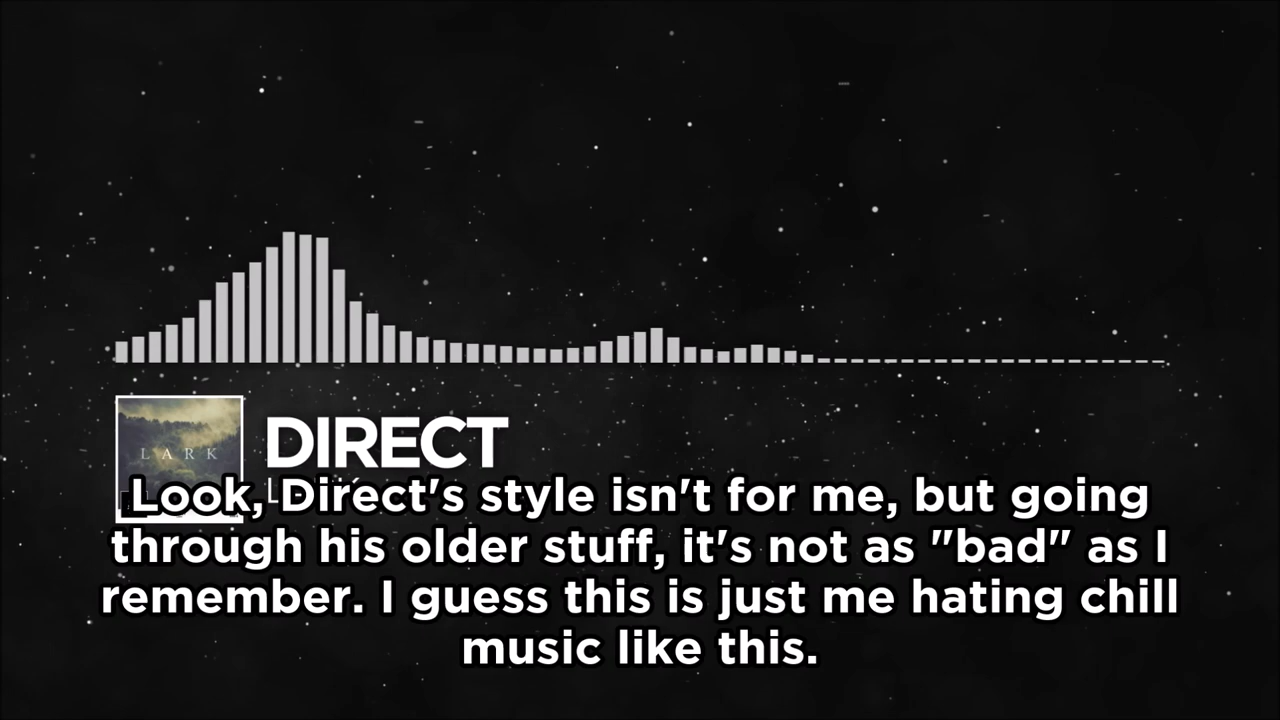 LARK
DIRECT
Look, Direct's style isn't for me, but going
through his older stuff, it's not as "bad" as I
remember. I guess this is just me hating chill
music like this.